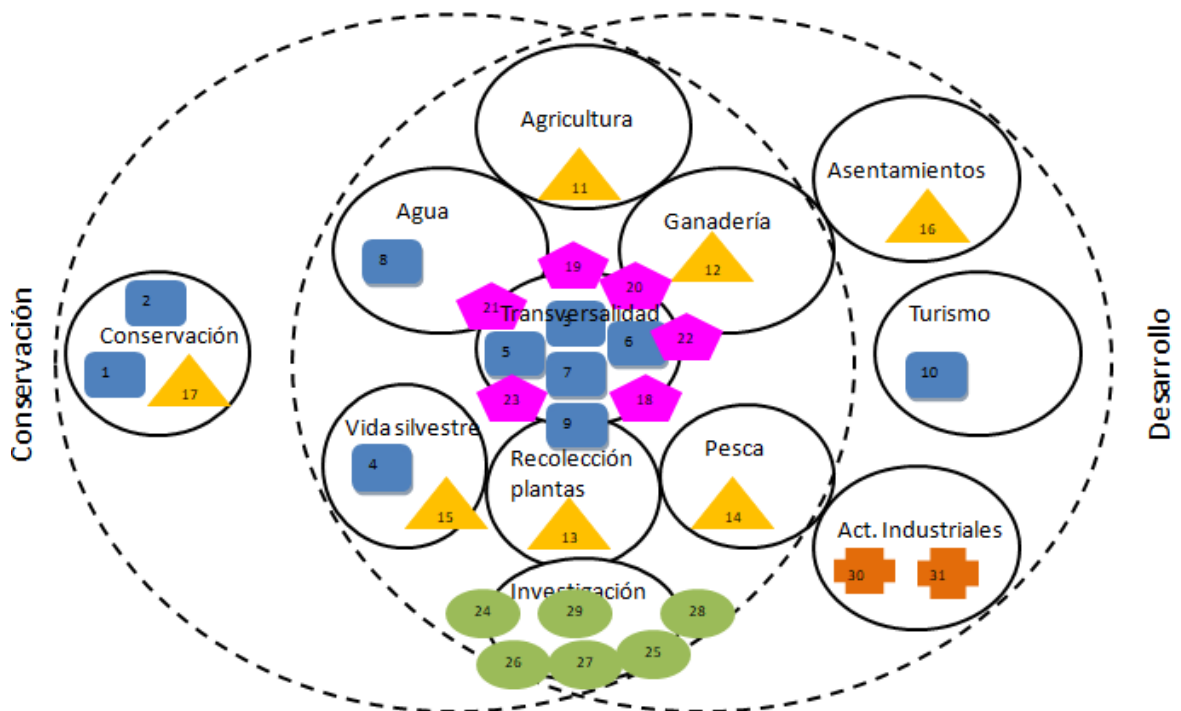 Agricultura
11
Asentamientos
16
Agua
8
Ganadería
12
19
20
21
Transversalidad
3
22
5
6
7
23
18
9
Conservación
2
Conservación
1
17
Turismo
10
Desarrollo
Vida silvestre
4
15
Recolección
plantas
13
Pesca
14
Act. Industriales
30
31
Investigación
24
29
28
26
27
25